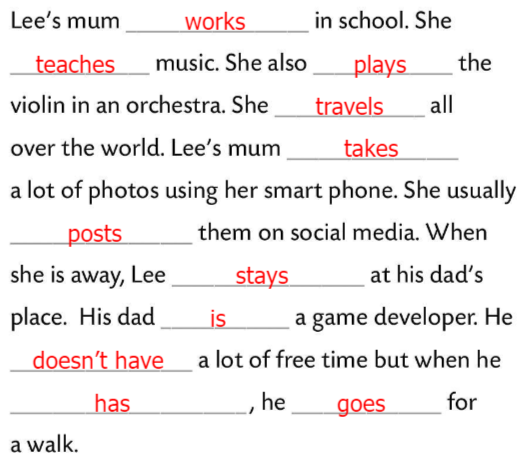 Lee's mum works in school. She
teaches music. She also plays the
violin in an orchestra. She travels all
over the world. Lee's mum takes
a lot of photos using her smart phone. She usually
posts them on social media. When
she is away, Lee stays at his dad's
place. His dad is a game developer. He
doesn't have a lot of free time but when he
has, he goes for
a walk.